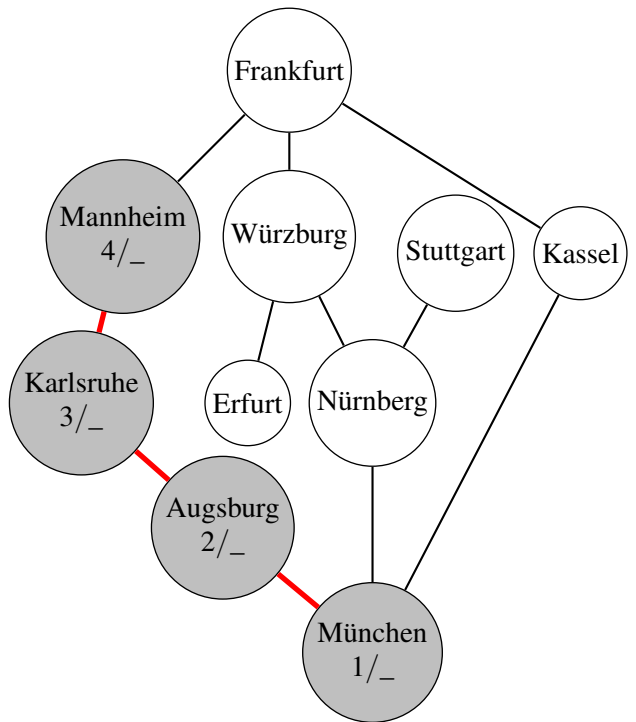 Frankfurt
Mannheim
4/_
Würzburg
Stuttgart
Kassel
Karlsruhe
3/_
Erfurt
Nürnberg
Augsburg
2/_
München
1/_